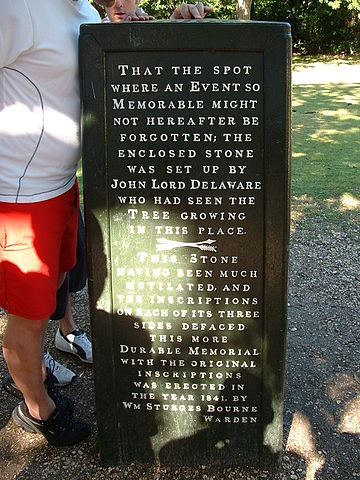 THAT THE SPOT
WHERE AN EVENT SO
MEMORABLE MIGHT
NOT HEREAFTER BE
FORGOTTEN; THE
ENCLOSED STONE
WAS SET UP BY
JOHN LORD DELAWARE
WHO HAD SEEN THE
TREE GROWING
IN THIS PLACE.
THIS STONE
HAVING BEEN MUCH
MUTILATED, AND
THE INSCRIPTIONS
ON EACH OF ITS THREE
SIDES DEFACED
THIS MORE
DURABLE MEMORIAL
WITH THE ORIGINAL
INSCRIPTIONS
WAS ERECTED IN
THE YEAR 1841, BY
WM STURGES BOURNE
WARDEN